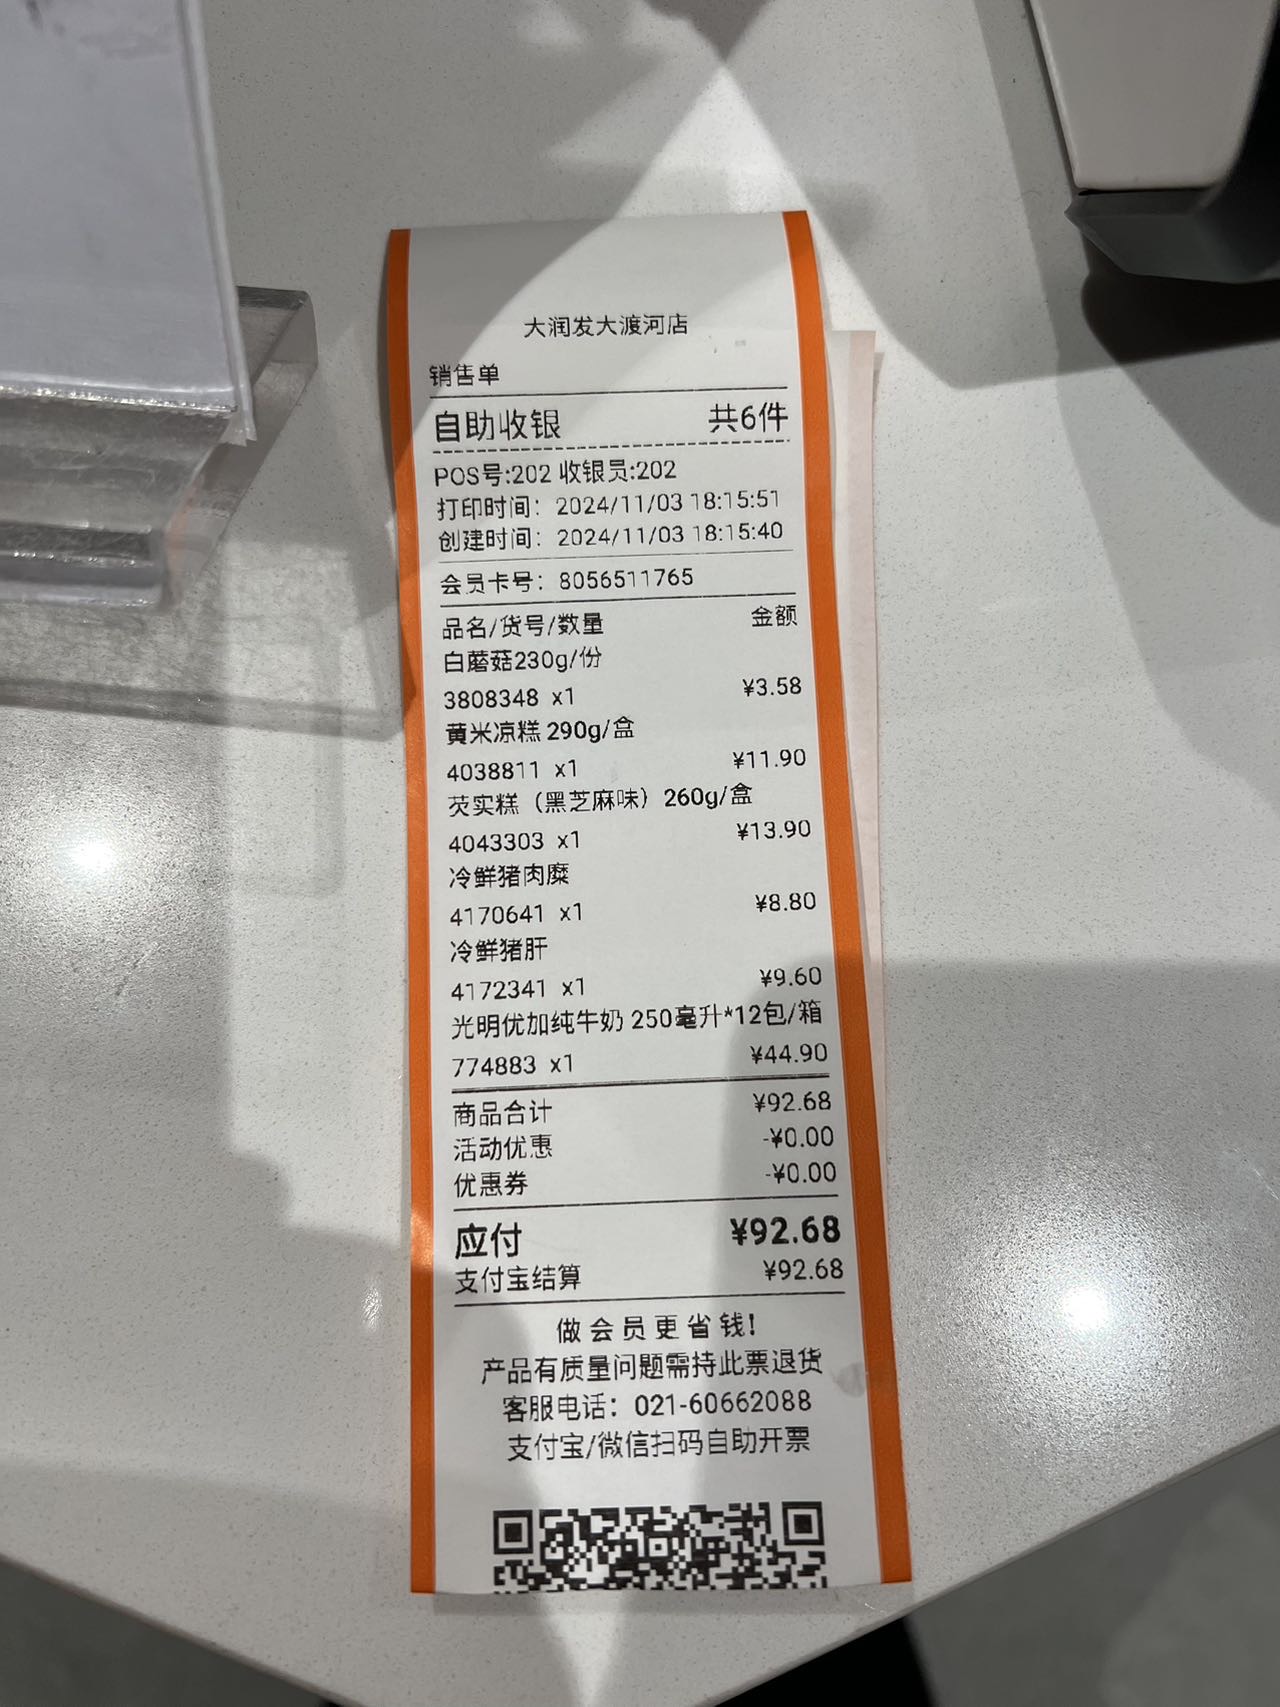 大润发大渡河店
销售单
自助收银 共6件
POS号:202 收银员:202
打印时间：2024/11/03 18:15:51
创建时间：2024/11/03 18:15:40
会员卡号：8056511765
品名/货号/数量 金额
白蘑菇230g/份
3808348 x1 ¥3.58
黄米凉糕 290g/盒
4038811 x1 ¥11.90
芡实糕（黑芝麻味）260g/盒
4043303 x1 ¥13.90
冷鲜猪肉糜
4170641 x1 ¥8.80
冷鲜猪肝
4172341 x1 ¥9.60
光明优加纯牛奶 250毫升*12包/箱
774883 x1 ¥44.90
商品合计 ¥92.68
活动优惠 -¥0.00
优惠券 -¥0.00
应付 ¥92.68
支付宝结算 ¥92.68
做会员更省钱!
产品有质量问题需持此票退货
客服电话：021-60662088
支付宝/微信扫码自助开票